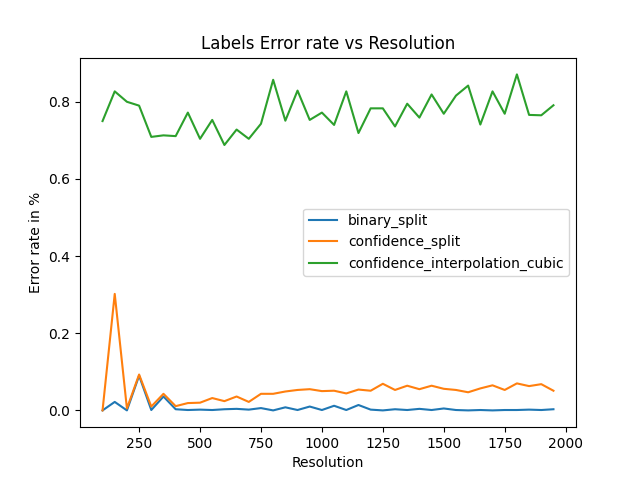 Labels Error rate vs Resolution
Error rate in %
0.8
0.6
0.4
0.2
0.0
binary_split
confidence_split
confidence_interpolation_cubic
250 500 750 1000 1250 1500 1750 2000
Resolution